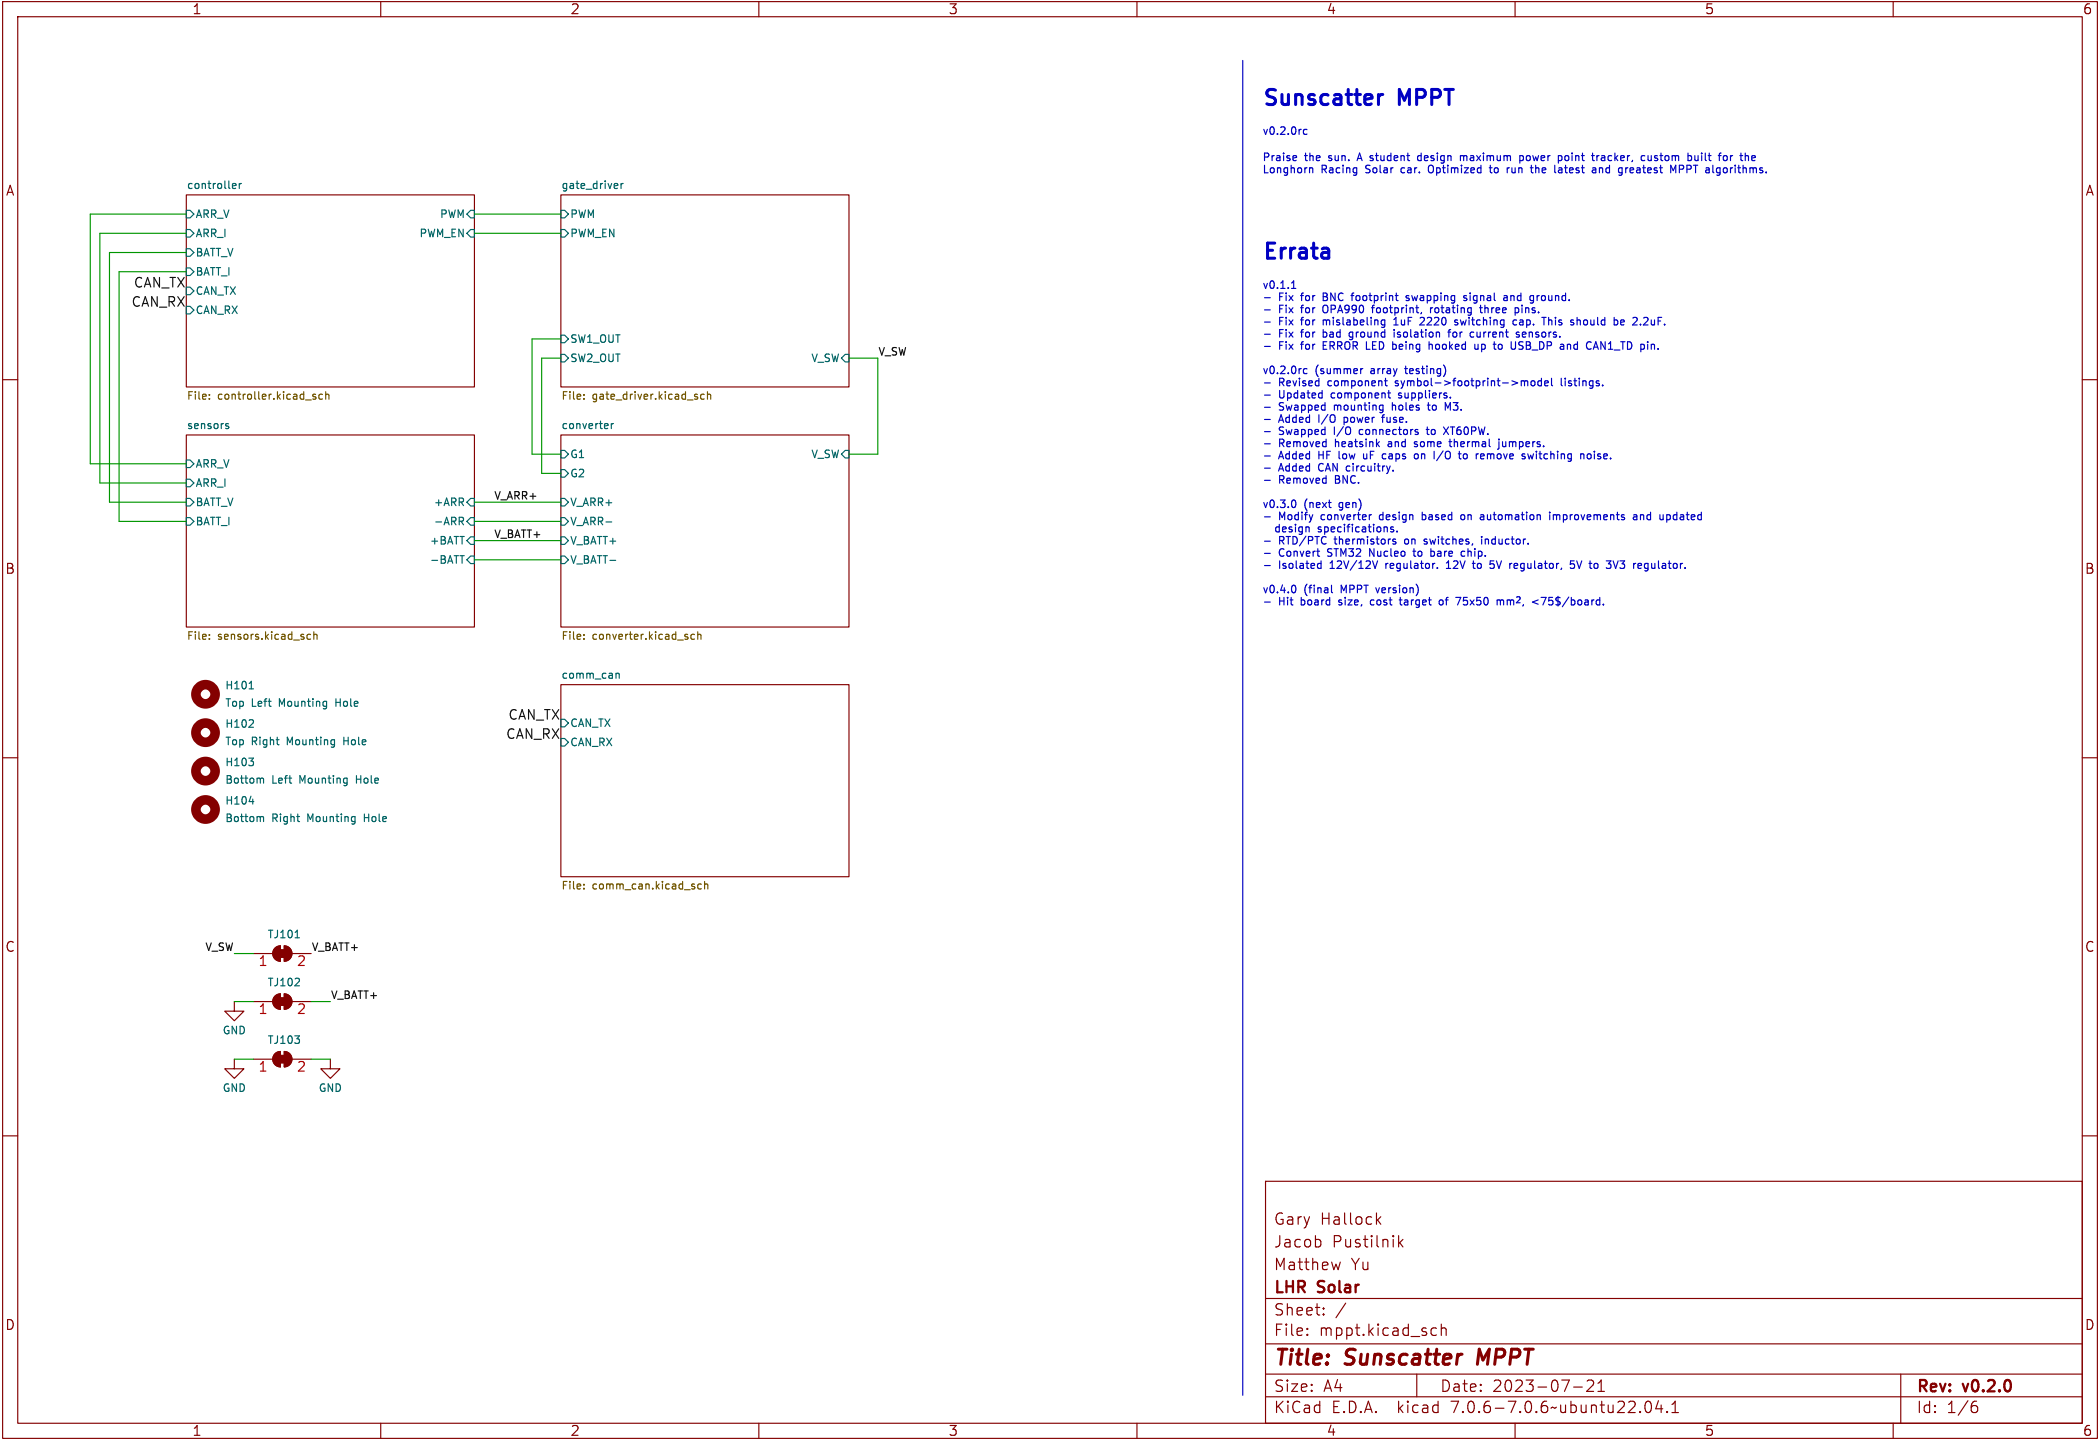 1 2 3 4 5 6
A
B
C
D
controller
ARR_V
ARR_I
BATT_V
BATT_I
CAN_TX
CAN_TX
CAN_RX
CAN_RX
PWM
PWM_EN
File: controller.kicad_sch
gate_driver
PWM
PWM_EN
SW1_OUT
SW2_OUT
V_SW
V_SW
File: gate_driver.kicad_sch
sensors
ARR_V
ARR_I
BATT_V
BATT_I
+ARR
-ARR
+BATT
-BATT
File: sensors.kicad_sch
V_ARR+
V_BATT+
converter
G1
G2
V_ARR+
V_ARR-
V_BATT+
V_BATT-
V_SW
File: converter.kicad_sch
H101
Top Left Mounting Hole
H102
Top Right Mounting Hole
H103
Bottom Left Mounting Hole
H104
Bottom Right Mounting Hole
comm_can
CAN_TX
CAN_TX
CAN_RX
CAN_RX
File: comm_can.kicad_sch
TJ101
V_SW
1 2
V_BATT+
TJ102
1 2
V_BATT+
GND
TJ103
1 2
GND
GND
Sunscatter MPPT
v0.2.0rc
Praise the sun. A student design maximum power point tracker, custom built for the
Longhorn Racing Solar car. Optimized to run the latest and greatest MPPT algorithms.
Errata
v0.1.1
- Fix for BNC footprint swapping signal and ground.
- Fix for OPA990 footprint, rotating three pins.
- Fix for mislabeling 1uF 2220 switching cap. This should be 2.2uF.
- Fix for bad ground isolation for current sensors.
- Fix for ERROR LED being hooked up to USB_DP and CAN1_TD pin.
v0.2.0rc (summer array testing)
- Revised component symbol->footprint->model listings.
- Updated component suppliers.
- Swapped mounting holes to M3.
- Added I/O power fuse.
- Swapped I/O connectors to XT60PW.
- Removed heatsink and some thermal jumpers.
- Added HF low uF caps on I/O to remove switching noise.
- Added CAN circuitry.
- Removed BNC.
v0.3.0 (next gen)
- Modify converter design based on automation improvements and updated
design specifications.
- RTD/PTC thermistors on switches, inductor.
- Convert STM32 Nucleo to bare chip.
- Isolated 12V/12V regulator. 12V to 5V regulator, 5V to 3V3 regulator.
v0.4.0 (final MPPT version)
- Hit board size, cost target of 75x50 mm², <75$/board.
Gary Hallock
Jacob Pustilnik
Matthew Yu
LHR Solar
Sheet: /
File: mppt.kicad_sch
Title: Sunscatter MPPT
Size: A4 Date: 2023-07-21 Rev: v0.2.0
KiCad E.D.A. kicad 7.0.6-7.0.6~ubuntu22.04.1 Id: 1/6
A
B
C
D
1 2 3 4 5 6